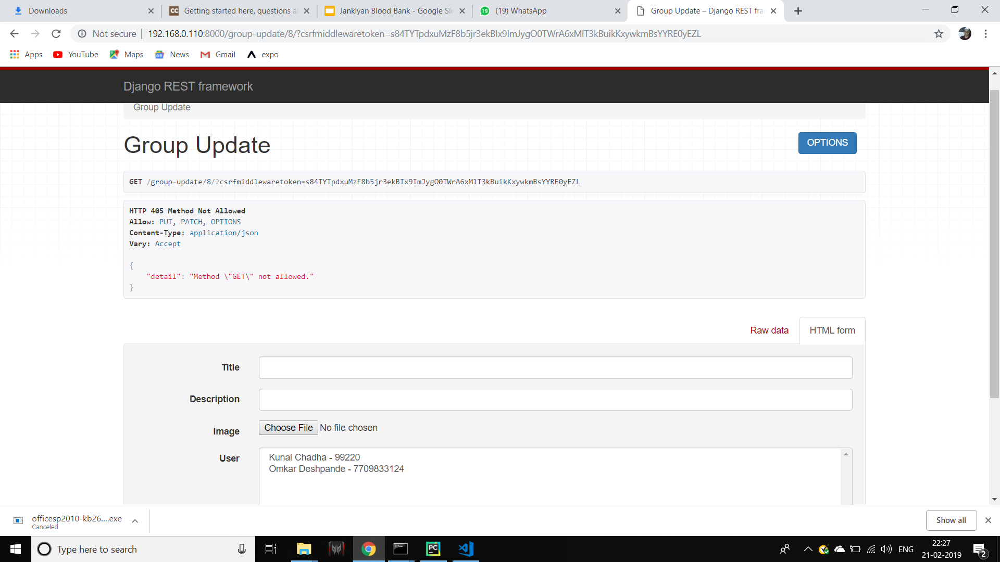 Downloads
Getting started here, questions a
Janklyan Blood Bank - Google Sli
19
(19) WhatsApp
Group Update – Django REST fra
Not secure
192.168.0.110:8000/group-update/8/?csrfmiddlewaretoken=s84TYTpdxuMzF8b5jr3ekBIx9ImJygO0TWrA6xMlT3kBuikKxywkmBsYYRE0yEZL
Apps
YouTube
Maps
News
Gmail
expo
Django REST framework
Group Update
Group Update
OPTIONS
GET /group-update/8/?csrfmiddlewaretoken=s84TYTpdxuMzF8b5jr3ekBIx9ImJygO0TWrA6xMlT3kBuikKxywkmBsYYRE0yEZL
HTTP 405 Method Not Allowed
Allow: PUT, PATCH, OPTIONS
Content-Type: application/json
Vary: Accept
{
"detail": "Method \"GET\" not allowed."
}
Raw data
HTML form
Title
Description
Image
Choose File No file chosen
User
Kunal Chadha - 99220
Omkar Deshpande - 7709833124
officesp2010-kb26....exe
Canceled
Show all
Type here to search
ENG
22:27
21-02-2019
2